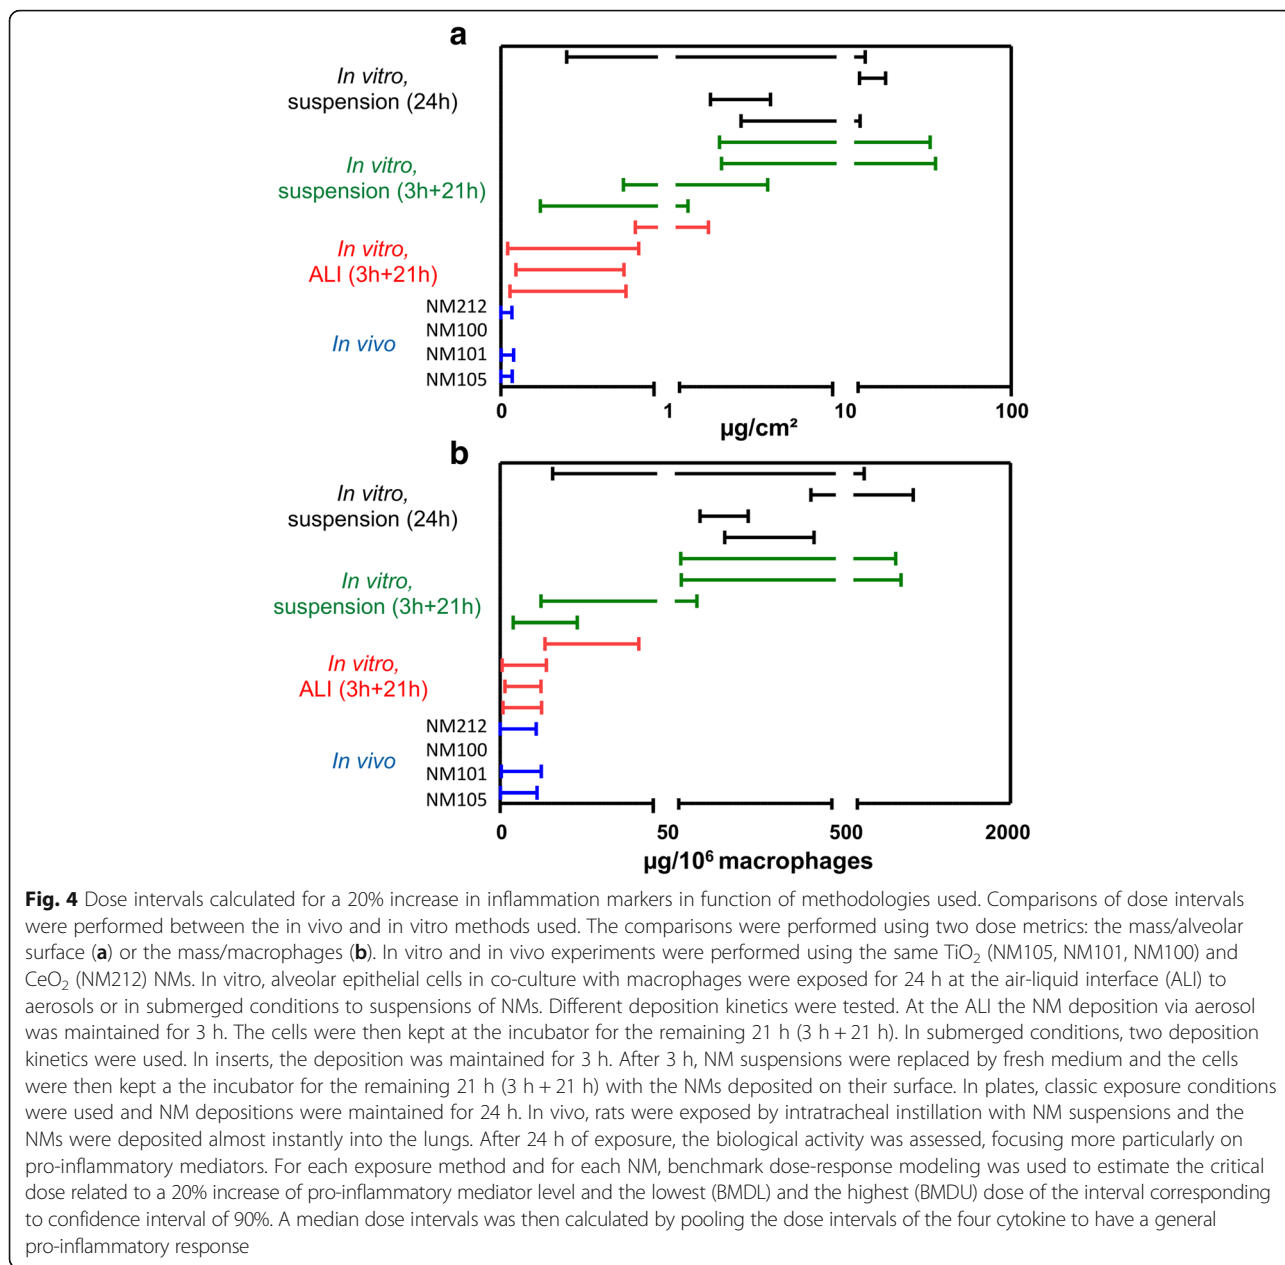 a
In vitro,
suspension (24h)
In vitro,
suspension (3h+21h)
In vitro,
ALI (3h+21h)
NM212
NM100
In vivo
NM101
NM105
0 1 10 100
µg/cm²
b
In vitro,
suspension (24h)
In vitro,
suspension (3h+21h)
In vitro,
ALI (3h+21h)
NM212
NM100
In vivo
NM101
NM105
0 50 500 2000
µg/10⁶ macrophages
Fig. 4 Dose intervals calculated for a 20% increase in inflammation markers in function of methodologies used. Comparisons of dose intervals
were performed between the in vivo and in vitro methods used. The comparisons were performed using two dose metrics: the mass/alveolar
surface (a) or the mass/macrophages (b). In vitro and in vivo experiments were performed using the same TiO₂ (NM105, NM101, NM100) and
CeO₂ (NM212) NMs. In vitro, alveolar epithelial cells in co-culture with macrophages were exposed for 24 h at the air-liquid interface (ALI) to
aerosols or in submerged conditions to suspensions of NMs. Different deposition kinetics were tested. At the ALI the NM deposition via aerosol
was maintained for 3 h. The cells were then kept at the incubator for the remaining 21 h (3 h + 21 h). In submerged conditions, two deposition
kinetics were used. In inserts, the deposition was maintained for 3 h. After 3 h, NM suspensions were replaced by fresh medium and the cells
were then kept a the incubator for the remaining 21 h (3 h + 21 h) with the NMs deposited on their surface. In plates, classic exposure conditions
were used and NM depositions were maintained for 24 h. In vivo, rats were exposed by intratracheal instillation with NM suspensions and the
NMs were deposited almost instantly into the lungs. After 24 h of exposure, the biological activity was assessed, focusing more particularly on
pro-inflammatory mediators. For each exposure method and for each NM, benchmark dose-response modeling was used to estimate the critical
dose related to a 20% increase of pro-inflammatory mediator level and the lowest (BMDL) and the highest (BMDU) dose of the interval corresponding
to confidence interval of 90%. A median dose intervals was then calculated by pooling the dose intervals of the four cytokine to have a general
pro-inflammatory response